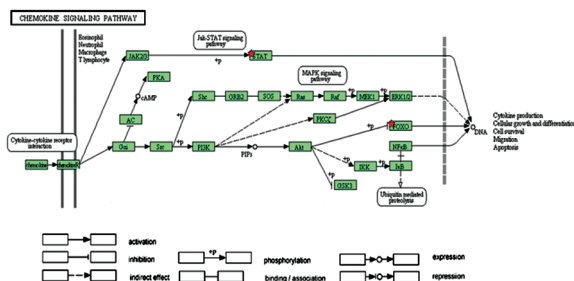 CHEMOKINE SIGNALING PATHWAY
Eosinophil
Neutrophil
Macrophage
T lymphocyte
Jak-STAT signaling
pathway
JAK2/3
+p
STAT
PKA
cAMP
MAPK signaling
pathway
Shc
GRB2
SOS
Ras
Raf
+p
MEK1
+p
ERK1/2
AC
+p
PKCζ
Cytokine-cytokine receptor
interaction
chemokine
chemokineR
Gαi
Src
+p
PI3K
PIP3
Akt
+p
FOXO
NFκB
+p
IKK
+p
IκB
GSK3
Ubiquitin mediated
proteolysis
DNA
Cytokine production
Cellular growth and differentiation
Cell survival
Migration
Apoptosis
activation
inhibition
indirect effect
+p
phosphorylation
binding / association
expression
repression